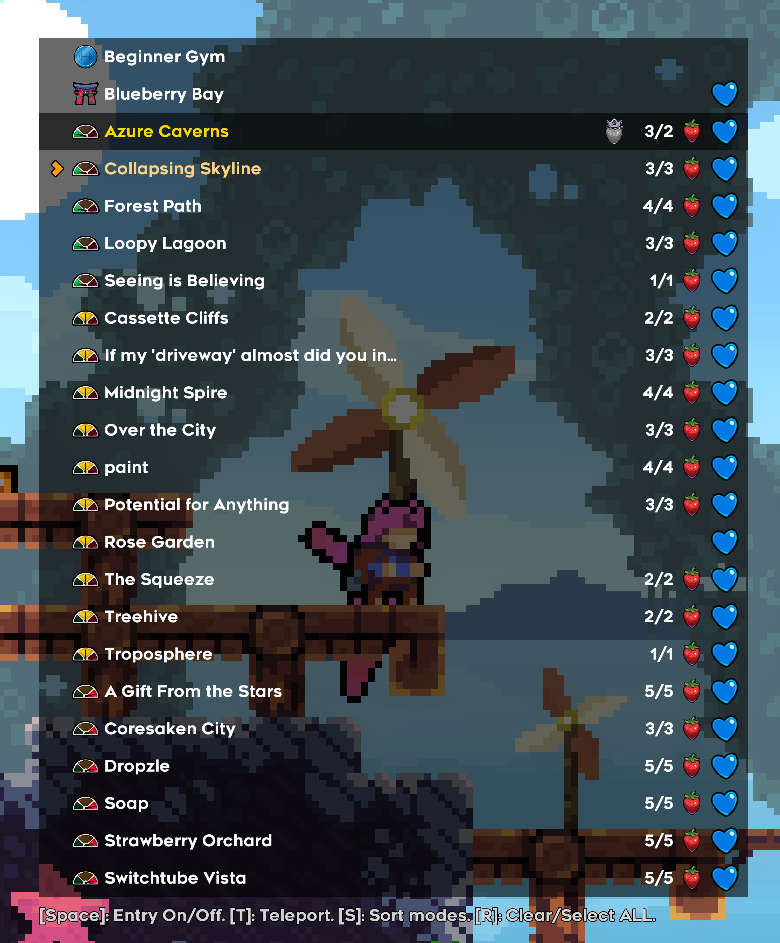 Beginner Gym
Blueberry Bay
Azure Caverns 3/2
Collapsing Skyline 3/3
Forest Path 4/4
Loopy Lagoon 3/3
Seeing is Believing 1/1
Cassette Cliffs 2/2
If my 'driveway' almost did you in... 3/3
Midnight Spire 4/4
Over the City 3/3
paint 4/4
Potential for Anything 3/3
Rose Garden
The Squeeze 2/2
Treehive 2/2
Troposphere 1/1
A Gift From the Stars 5/5
Coresaken City 3/3
Dropzle 5/5
Soap 5/5
Strawberry Orchard 5/5
Switchtube Vista 5/5
[Space]: Entry On/Off. [T]: Teleport. [S]: Sort modes. [R]: Clear/Select ALL.